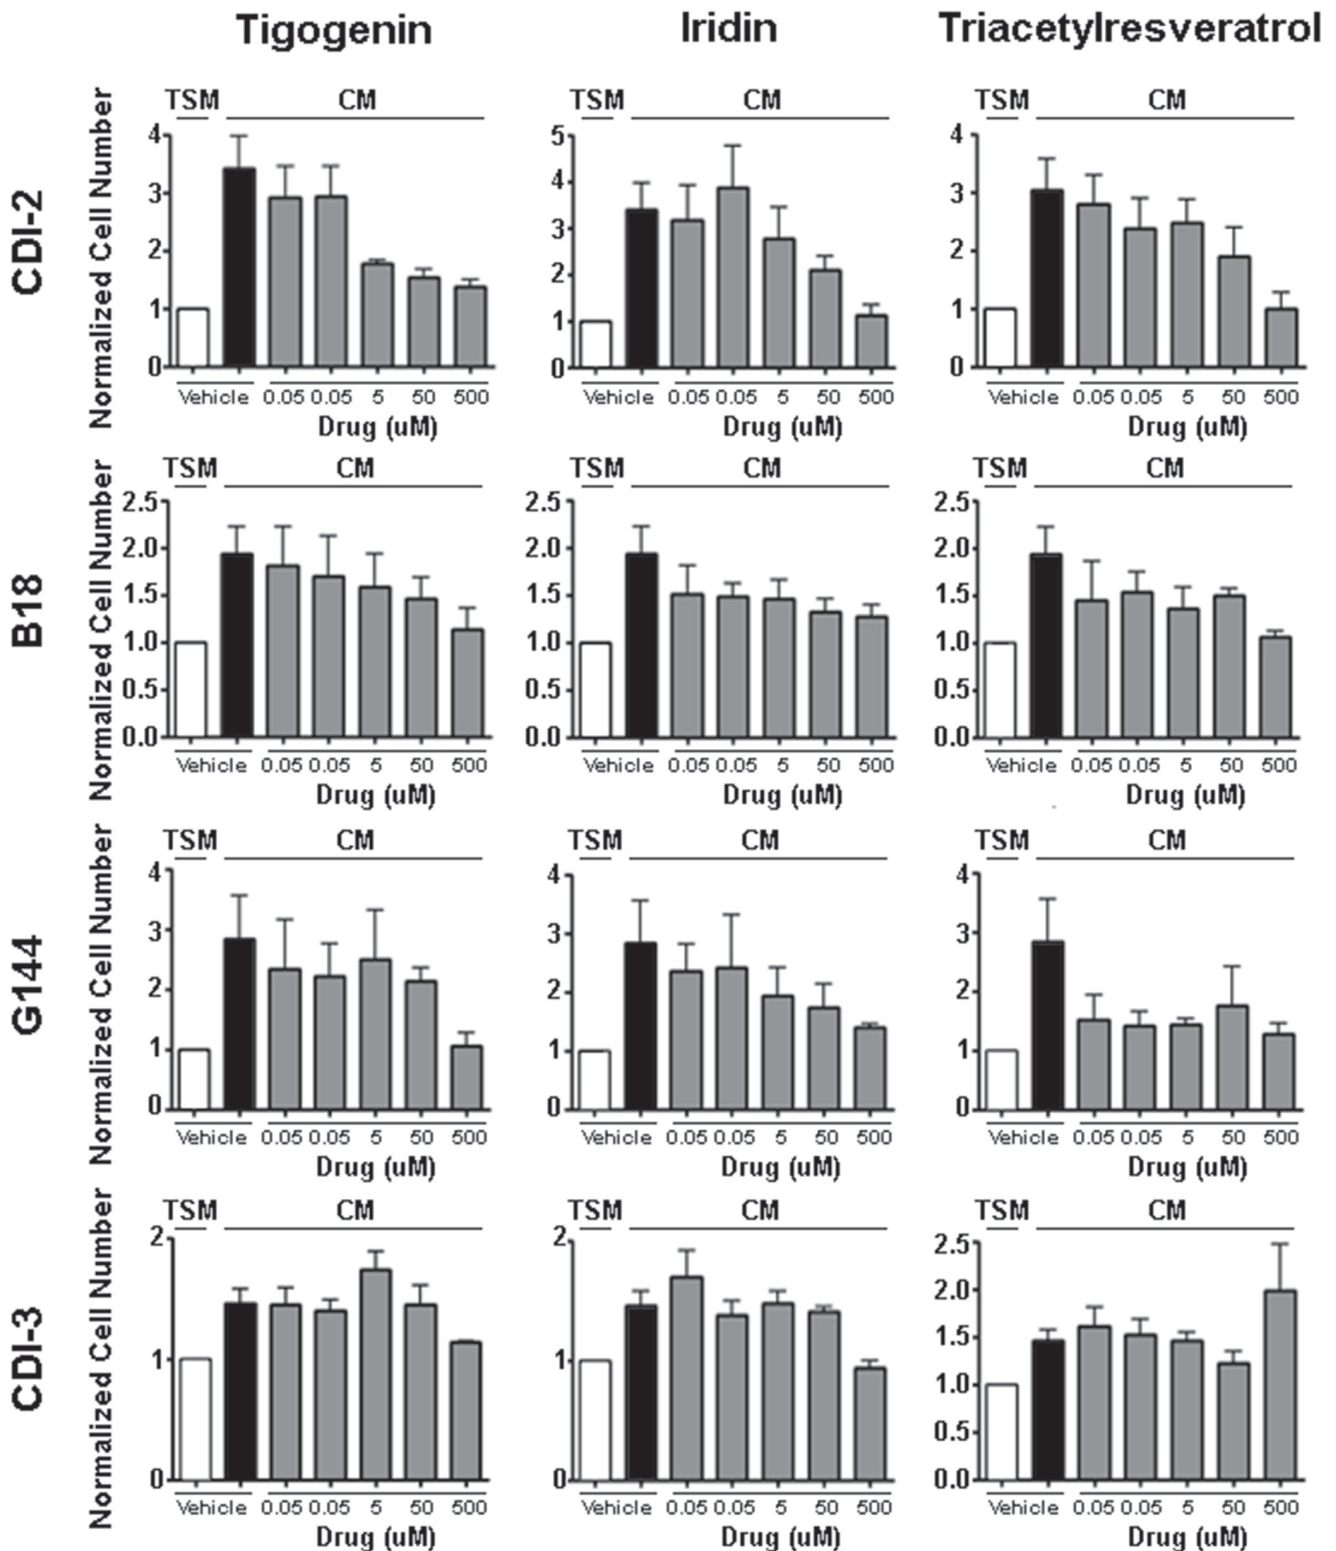 Tigogenin Iridin Triacetylresveratrol
CDI-2
Normalized Cell Number
TSM CM
4
3
2
1
0
Vehicle 0.05 0.05 5 50 500
Drug (uM)
TSM CM
5
4
3
2
1
0
Vehicle 0.05 0.05 5 50 500
Drug (uM)
TSM CM
4
3
2
1
0
Vehicle 0.05 0.05 5 50 500
Drug (uM)
B18
Normalized Cell Number
TSM CM
2.5
2.0
1.5
1.0
0.5
0.0
Vehicle 0.05 0.05 5 50 500
Drug (uM)
TSM CM
2.5
2.0
1.5
1.0
0.5
0.0
Vehicle 0.05 0.05 5 50 500
Drug (uM)
TSM CM
2.5
2.0
1.5
1.0
0.5
0.0
Vehicle 0.05 0.05 5 50 500
Drug (uM)
G144
Normalized Cell Number
TSM CM
4
3
2
1
0
Vehicle 0.05 0.05 5 50 500
Drug (uM)
TSM CM
4
3
2
1
0
Vehicle 0.05 0.05 5 50 500
Drug (uM)
TSM CM
4
3
2
1
0
Vehicle 0.05 0.05 5 50 500
Drug (uM)
CDI-3
Normalized Cell Number
TSM CM
2
1
0
Vehicle 0.05 0.05 5 50 500
Drug (uM)
TSM CM
2
1
0
Vehicle 0.05 0.05 5 50 500
Drug (uM)
TSM CM
2.5
2.0
1.5
1.0
0.5
0.0
Vehicle 0.05 0.05 5 50 500
Drug (uM)